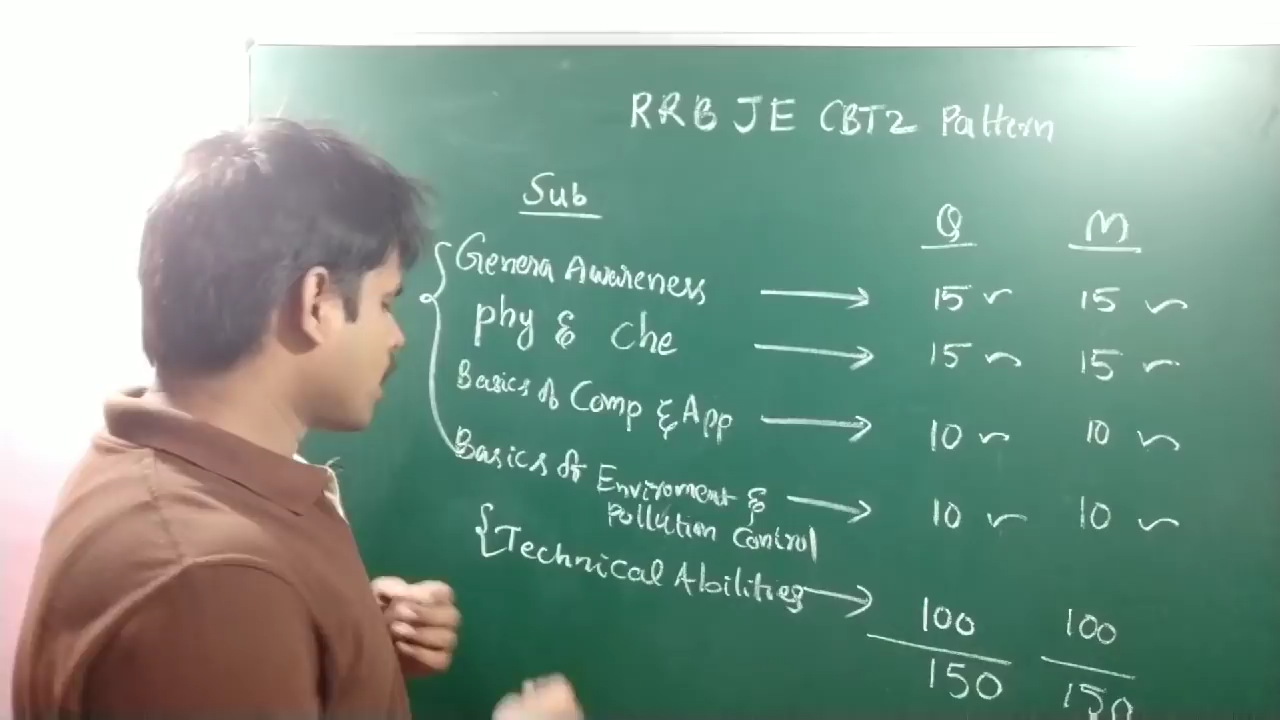 RRB JE CBT2 Pattern
Sub Q M
Genera Awareness → 15 15
phy & che → 15 15
Basics of Comp & App → 10 10
Basics of Enviroment & → 10 10
Pollution Control
Technical Abilities → 100 100
150 150